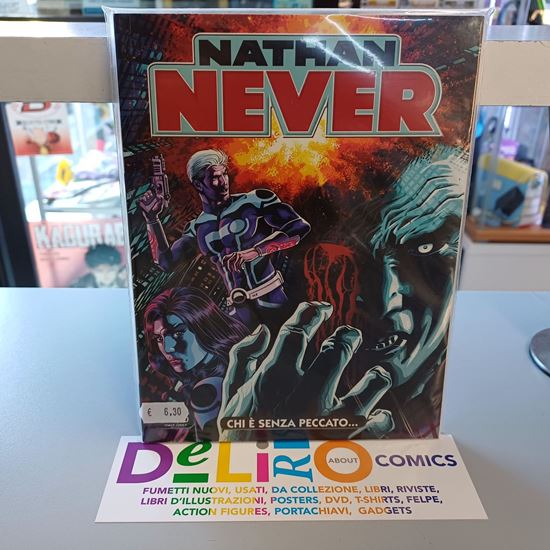 NATHAN
NEVER
KAGURABA
€ 6,30
CHI È SENZA PECCATO...
DeLiRiO
ABOUT
COMICS
FUMETTI NUOVI, USATI, DA COLLEZIONE, LIBRI, RIVISTE,
LIBRI D'ILLUSTRAZIONI, POSTERS, DVD, T-SHIRTS, FELPE,
ACTION FIGURES, PORTACHIAVI, GADGETS